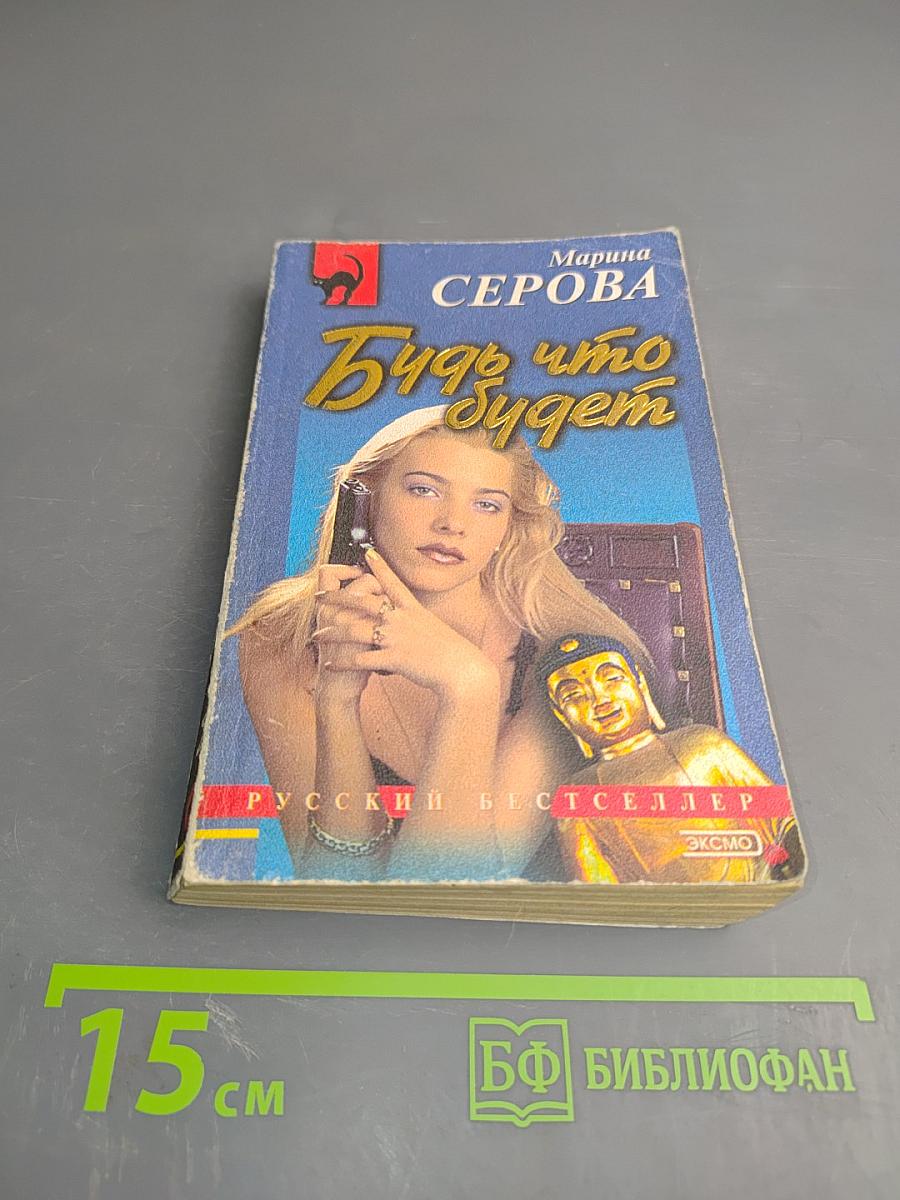 Марина
СЕРОВА
Будь что
будет
РУССКИЙ БЕСТСЕЛЛЕР
ЭКСМО
15 см
БФ БИБЛИОФАН